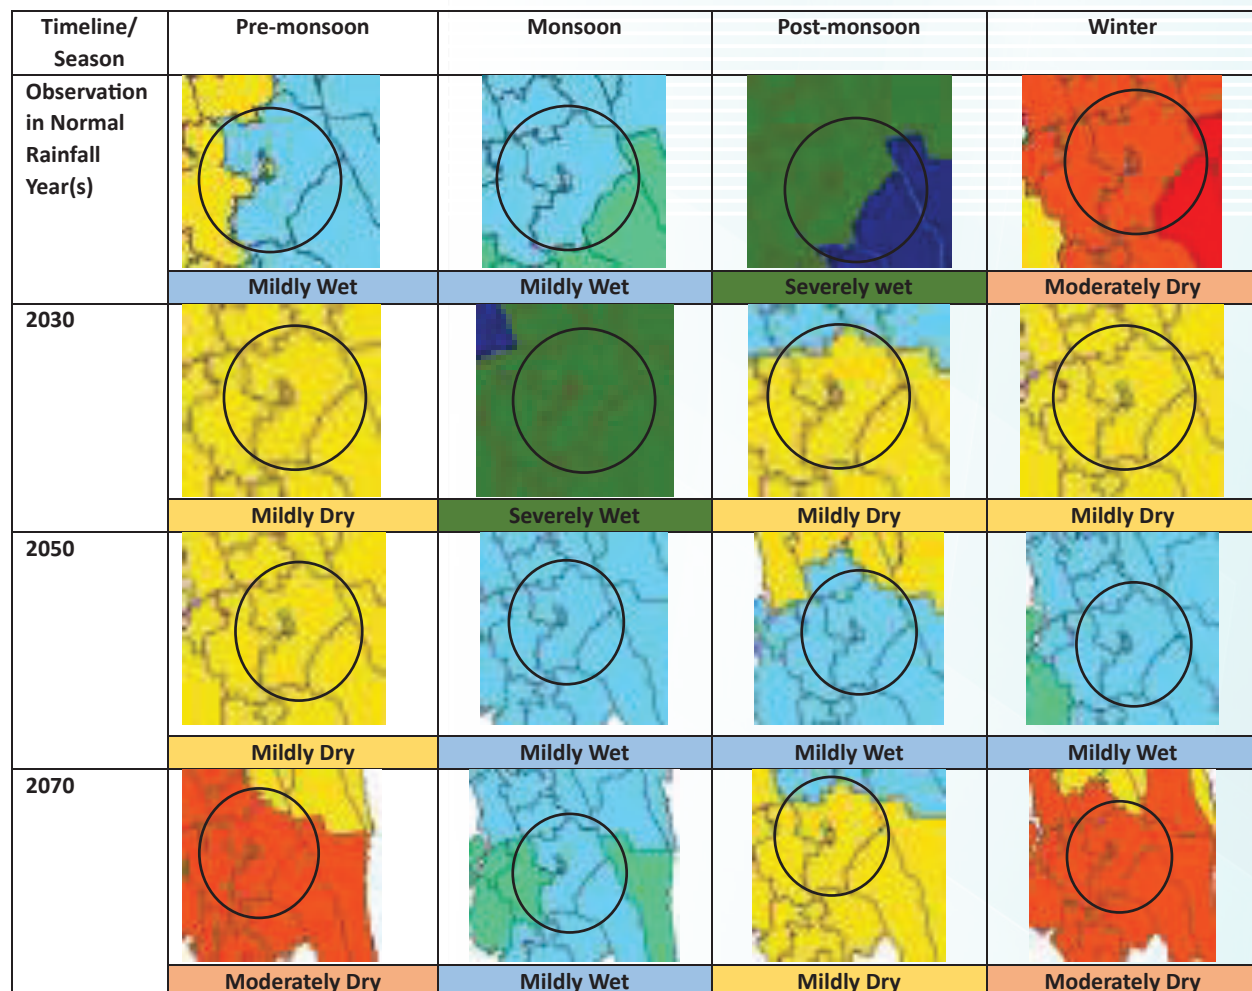 Timeline/
Season
Pre-monsoon
Monsoon
Post-monsoon
Winter
Observation
in Normal
Rainfall
Year(s)
Mildly Wet
Mildly Wet
Severely wet
Moderately Dry
2030
Mildly Dry
Severely Wet
Mildly Dry
Mildly Dry
2050
Mildly Dry
Mildly Wet
Mildly Wet
Mildly Wet
2070
Moderately Dry
Mildly Wet
Mildly Dry
Moderately Dry